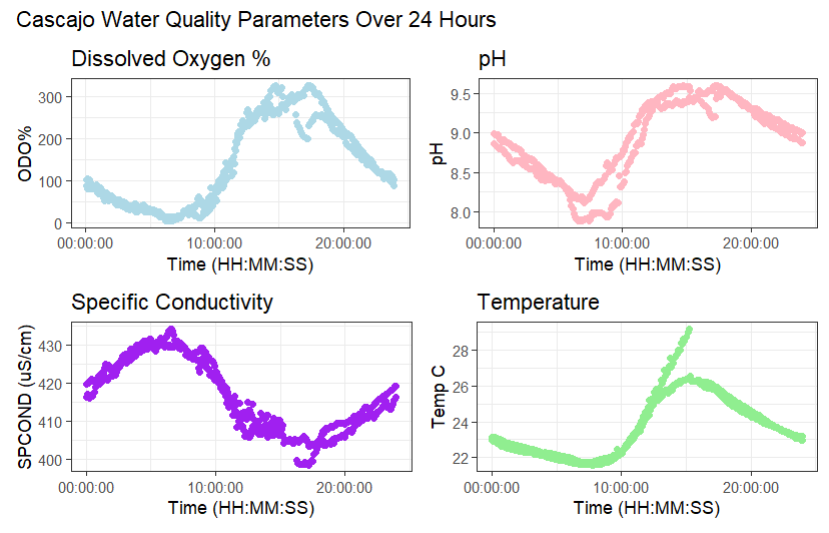 Cascajo Water Quality Parameters Over 24 Hours
Dissolved Oxygen %
ODO%
300
200
100
0
00:00:00 10:00:00 20:00:00
Time (HH:MM:SS)
pH
pH
9.5
9.0
8.5
8.0
00:00:00 10:00:00 20:00:00
Time (HH:MM:SS)
Specific Conductivity
SPCOND (uS/cm)
430
420
410
400
00:00:00 10:00:00 20:00:00
Time (HH:MM:SS)
Temperature
Temp C
28
26
24
22
00:00:00 10:00:00 20:00:00
Time (HH:MM:SS)